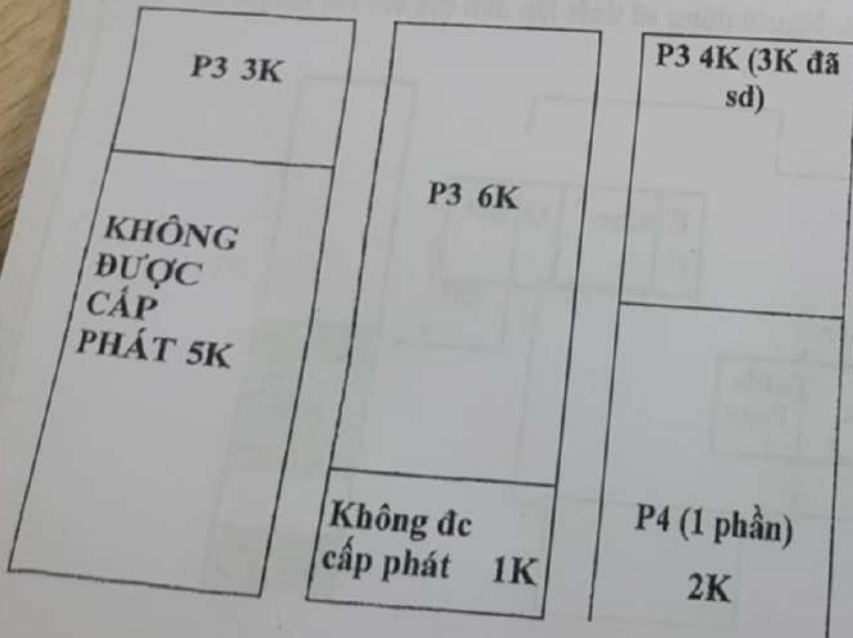 P3 3K
KHÔNG
ĐƯỢC
CẤP
PHÁT 5K
P3 6K
Không đc
cấp phát 1K
P3 4K (3K đã
sd)
P4 (1 phần)
2K